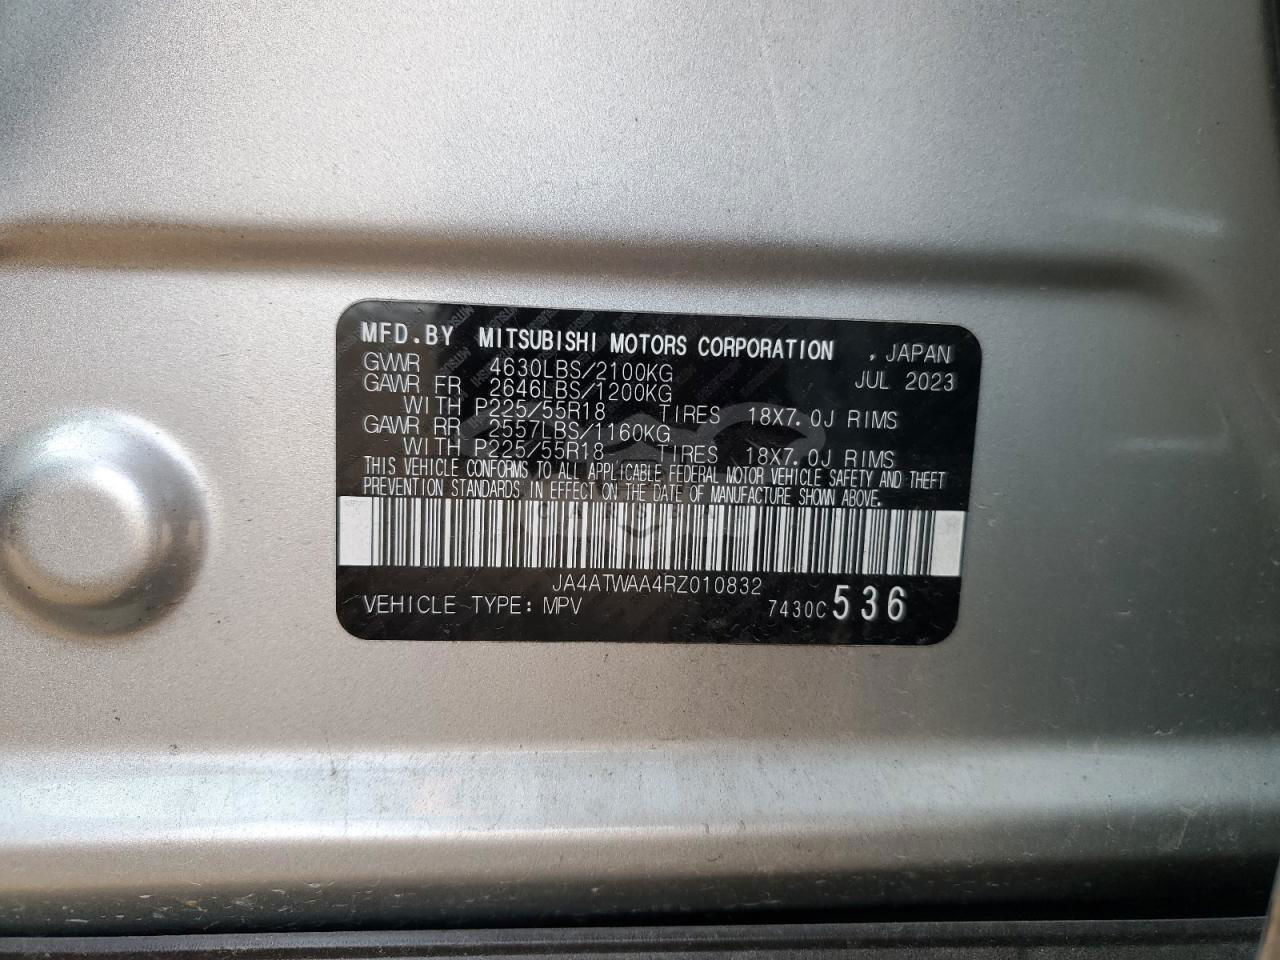 MFD.BY MITSUBISHI MOTORS CORPORATION , JAPAN
GVWR 4630LBS/2100KG JUL 2023
GAWR FR 2646LBS/1200KG
WITH P225/55R18 TIRES 18X7.0J RIMS
GAWR RR 2557LBS/1160KG
WITH P225/55R18 TIRES 18X7.0J RIMS
THIS VEHICLE CONFORMS TO ALL APPLICABLE FEDERAL MOTOR VEHICLE SAFETY AND THEFT
PREVENTION STANDARDS IN EFFECT ON THE DATE OF MANUFACTURE SHOWN ABOVE.
JA4ATWAA4RZ010832
VEHICLE TYPE: MPV 7430C 536